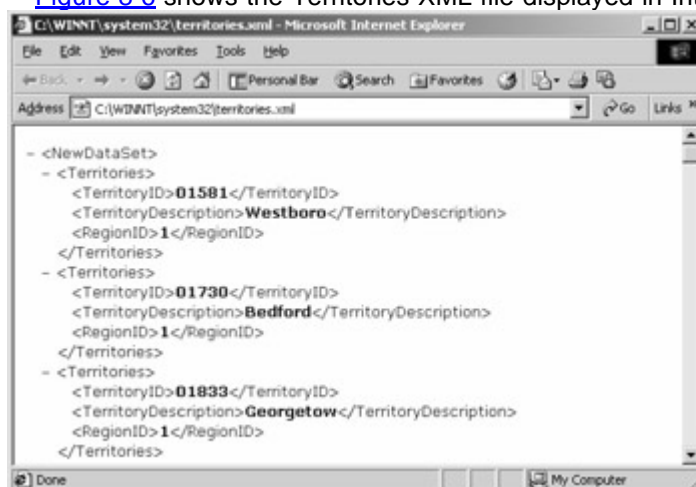 Figure 8-8 shows the Territories XML file displayed in Int
C:\WINNT\system32\territories.xml - Microsoft Internet Explorer
File Edit View Favorites Tools Help
Back Personal Bar Search Favorites
Address C:\WINNT\system32\territories.xml Go Links »
- <NewDataSet>
- <Territories>
<TerritoryID>01581</TerritoryID>
<TerritoryDescription>Westboro</TerritoryDescription>
<RegionID>1</RegionID>
</Territories>
- <Territories>
<TerritoryID>01730</TerritoryID>
<TerritoryDescription>Bedford</TerritoryDescription>
<RegionID>1</RegionID>
</Territories>
- <Territories>
<TerritoryID>01833</TerritoryID>
<TerritoryDescription>Georgetow</TerritoryDescription>
<RegionID>1</RegionID>
</Territories>
Done My Computer